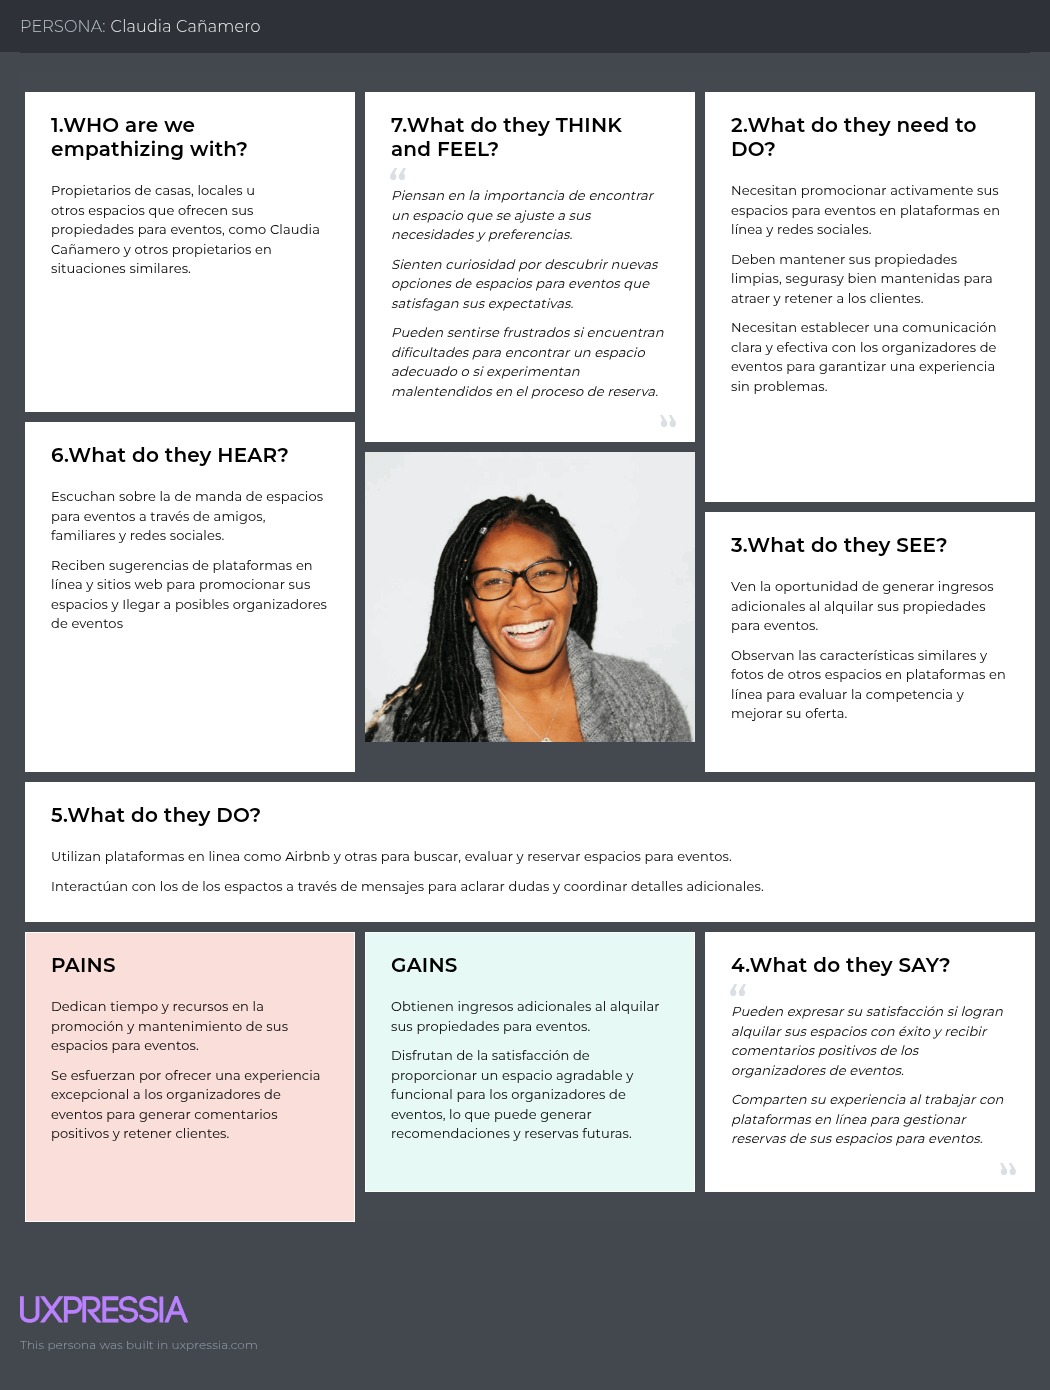 PERSONA: Claudia Cañamero
1.WHO are we
empathizing with?
Propietarios de casas, locales u
otros espacios que ofrecen sus
propiedades para eventos, como Claudia
Cañamero y otros propietarios en
situaciones similares.
7.What do they THINK
and FEEL?
“
Piensan en la importancia de encontrar
un espacio que se ajuste a sus
necesidades y preferencias.
Sienten curiosidad por descubrir nuevas
opciones de espacios para eventos que
satisfagan sus expectativas.
Pueden sentirse frustrados si encuentran
dificultades para encontrar un espacio
adecuado o si experimentan
malentendidos en el proceso de reserva.
”
2.What do they need to
DO?
Necesitan promocionar activamente sus
espacios para eventos en plataformas en
línea y redes sociales.
Deben mantener sus propiedades
limpias, segurasy bien mantenidas para
atraer y retener a los clientes.
Necesitan establecer una comunicación
clara y efectiva con los organizadores de
eventos para garantizar una experiencia
sin problemas.
6.What do they HEAR?
Escuchan sobre la de manda de espacios
para eventos a través de amigos,
familiares y redes sociales.
Reciben sugerencias de plataformas en
línea y sitios web para promocionar sus
espacios y Ilegar a posibles organizadores
de eventos
3.What do they SEE?
Ven la oportunidad de generar ingresos
adicionales al alquilar sus propiedades
para eventos.
Observan las características similares y
fotos de otros espacios en plataformas en
línea para evaluar la competencia y
mejorar su oferta.
5.What do they DO?
Utilizan plataformas en linea como Airbnb y otras para buscar, evaluar y reservar espacios para eventos.
Interactúan con los de los espactos a través de mensajes para aclarar dudas y coordinar detalles adicionales.
PAINS
Dedican tiempo y recursos en la
promoción y mantenimiento de sus
espacios para eventos.
Se esfuerzan por ofrecer una experiencia
excepcional a los organizadores de
eventos para generar comentarios
positivos y retener clientes.
GAINS
Obtienen ingresos adicionales al alquilar
sus propiedades para eventos.
Disfrutan de la satisfacción de
proporcionar un espacio agradable y
funcional para los organizadores de
eventos, lo que puede generar
recomendaciones y reservas futuras.
4.What do they SAY?
“
Pueden expresar su satisfacción si logran
alquilar sus espacios con éxito y recibir
comentarios positivos de los
organizadores de eventos.
Comparten su experiencia al trabajar con
plataformas en línea para gestionar
reservas de sus espacios para eventos.
”
UXPRESSIA
This persona was built in uxpressia.com